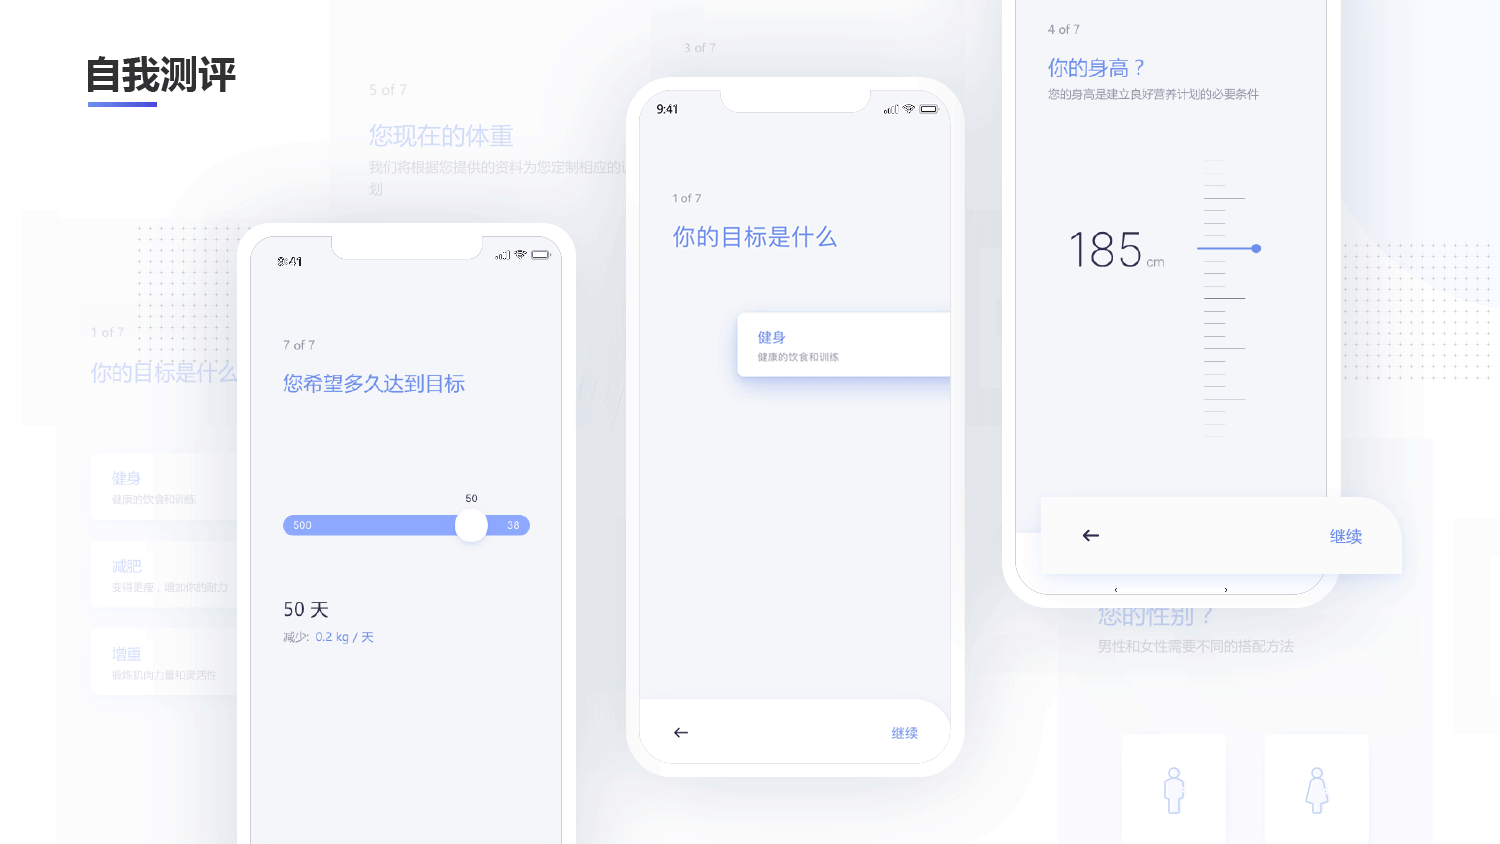 自我测评
5 of 7
您现在的体重
我们将根据您提供的资料为您定制相应的
划
3 of 7
1 of 7
你的目标是什么
健身
健康的饮食和训练
减肥
变得更瘦，增加你的耐力
增重
锻炼肌肉力量和灵活性
9:41
7 of 7
您希望多久达到目标
50
500
38
50 天
减少: 0.2 kg / 天
9:41
1 of 7
你的目标是什么
健身
健康的饮食和训练
继续
4 of 7
你的身高？
您的身高是建立良好营养计划的必要条件
185 cm
继续
您的性别？
男性和女性需要不同的搭配方法